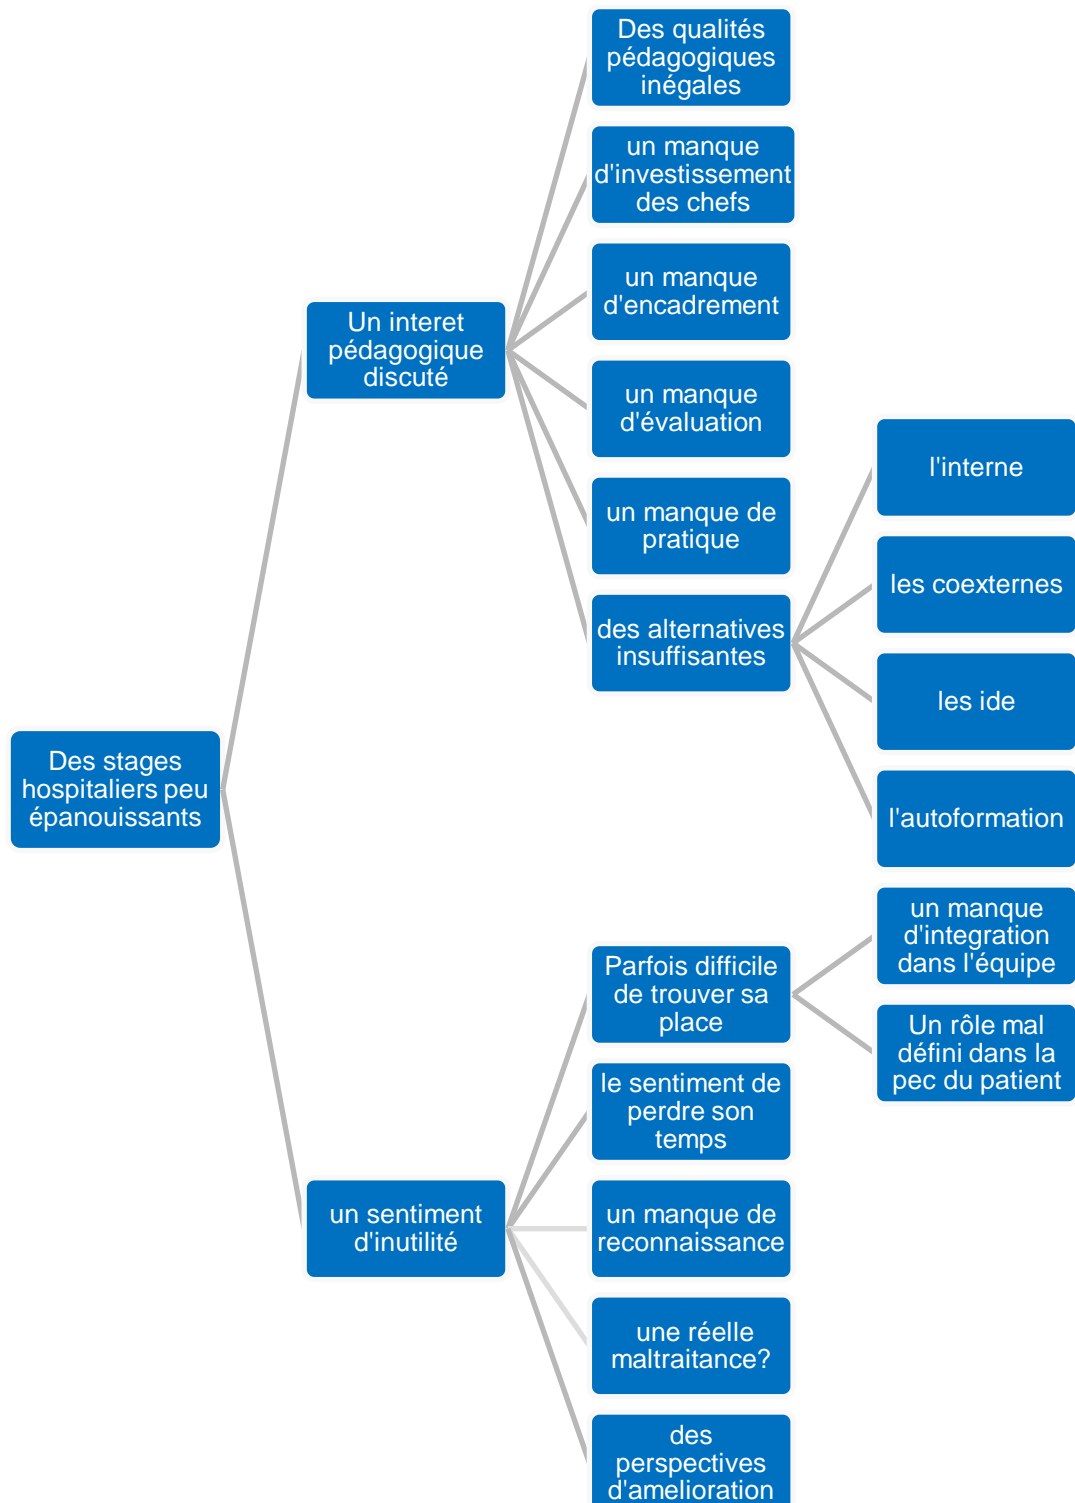 Des stages
hospitaliers peu
épanouissants
Un interet
pédagogique
discuté
Des qualités
pédagogiques
inégales
un manque
d'investissement
des chefs
un manque
d'encadrement
un manque
d'évaluation
un manque de
pratique
des alternatives
insuffisantes
l'interne
les coexternes
les ide
l'autoformation
un sentiment
d'inutilité
Parfois difficile
de trouver sa
place
un manque
d'integration
dans l'équipe
Un rôle mal
défini dans la
pec du patient
le sentiment de
perdre son
temps
un manque de
reconnaissance
une réelle
maltraitance?
des
perspectives
d'amelioration